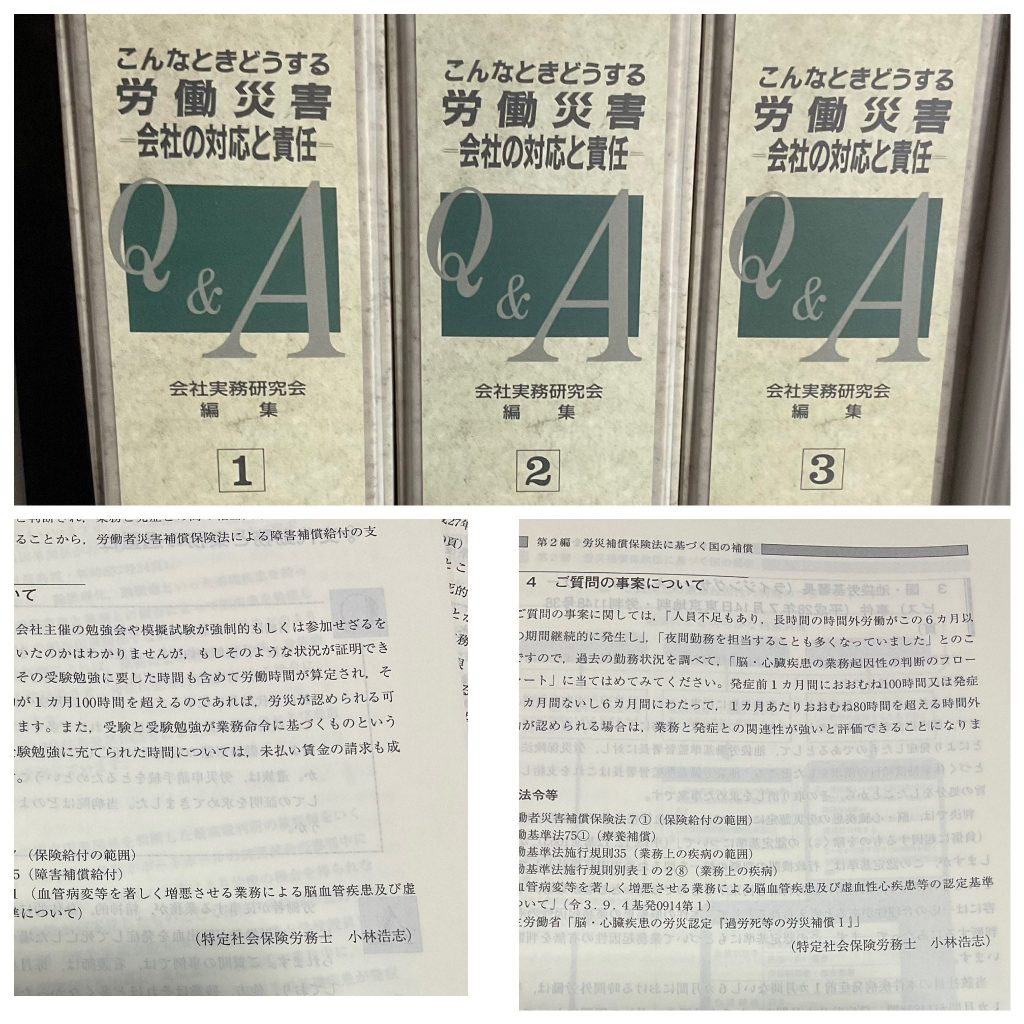 こんなときどうする
労働災害
―会社の対応と責任―
Q&A
会社実務研究会
編 集
1
こんなときどうする
労働災害
―会社の対応と責任―
Q&A
会社実務研究会
編 集
2
こんなときどうする
労働災害
―会社の対応と責任―
Q&A
会社実務研究会
編 集
3
ることから，労働者災害補償保険法による障害補償給付の支
いて
会社主催の勉強会や模擬試験が強制的もしくは参加せざるを
いたのかはわかりませんが，もしそのような状況が証明でき
その受験勉強に要した時間も含めて労働時間が算定され，そ
が１カ月100時間を超えるのであれば，労災が認められる可
ます。また，受験と受験勉強が業務命令に基づくものという
験勉強に充てられた時間については，未払い賃金の請求も成
す。
（保険給付の範囲）
5（障害補償給付）
1（血管病変等を著しく増悪させる業務による脳血管疾患及び虚
準について）
（特定社会保険労務士　小林浩志）
第２編　労災補償保険法に基づく国の補償
4　ご質問の事案について
ご質問の事案に関しては，「人員不足もあり，長時間の時間外労働がこの６カ月以
の期間継続的に発生し」，「夜間勤務を担当することも多くなっていました」とのこ
ですので，過去の勤務状況を調べて，「脳・心臓疾患の業務起因性の判断のフロー
ャート」に当てはめてみてください。発症前１カ月間におおむね100時間又は発症
カ月間ないし６カ月間にわたって，１カ月あたりおおむね80時間を超える時間外
が認められる場合は，業務と発症との関連性が強いと評価できることになりま
法令等
働者災害補償保険法７①（保険給付の範囲）
働基準法75①（療養補償）
働基準法施行規則35（業務上の疾病の範囲）
働基準法施行規則別表１の２⑧（業務上の疾病）
血管病変等を著しく増悪させる業務による脳血管疾患及び虚血性心疾患等の認定基準
ついて」（令３.９.４基発0914第１）
生労働省「脳・心臓疾患の労災認定『過労死等の労災補償Ⅰ』」
（特定社会保険労務士　小林浩志）